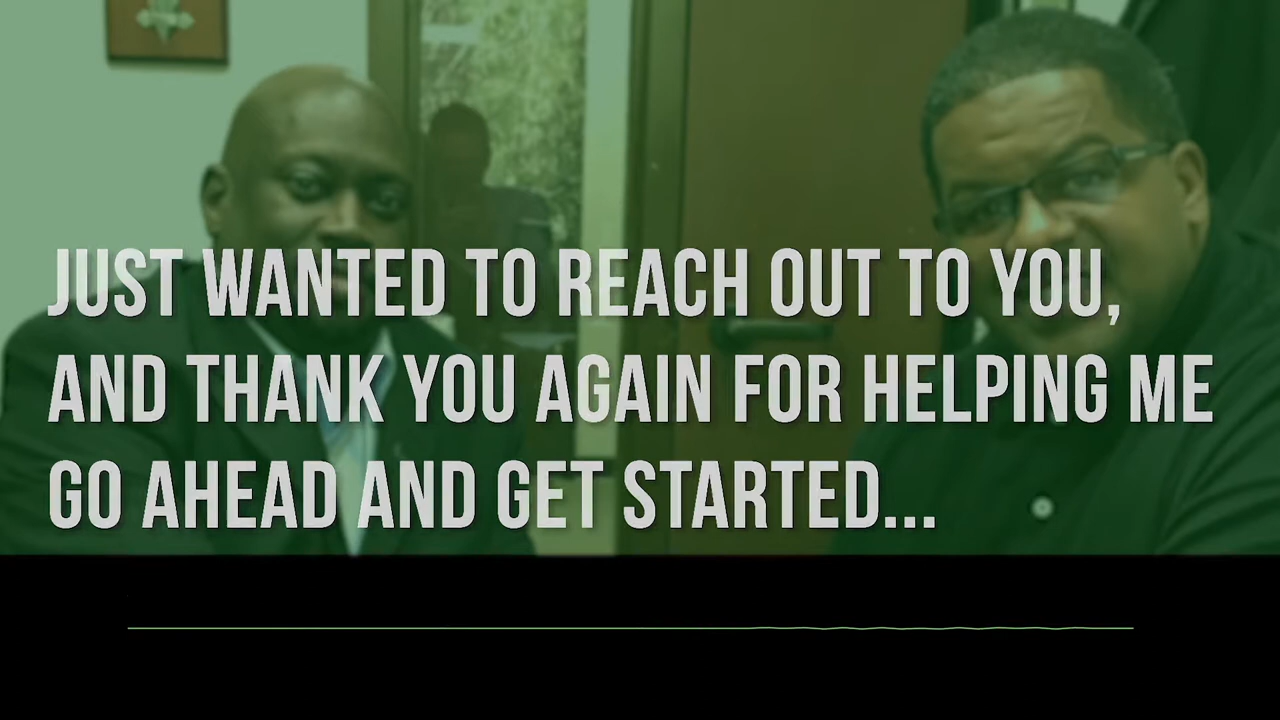 JUST WANTED TO REACH OUT TO YOU,
AND THANK YOU AGAIN FOR HELPING ME
GO AHEAD AND GET STARTED...